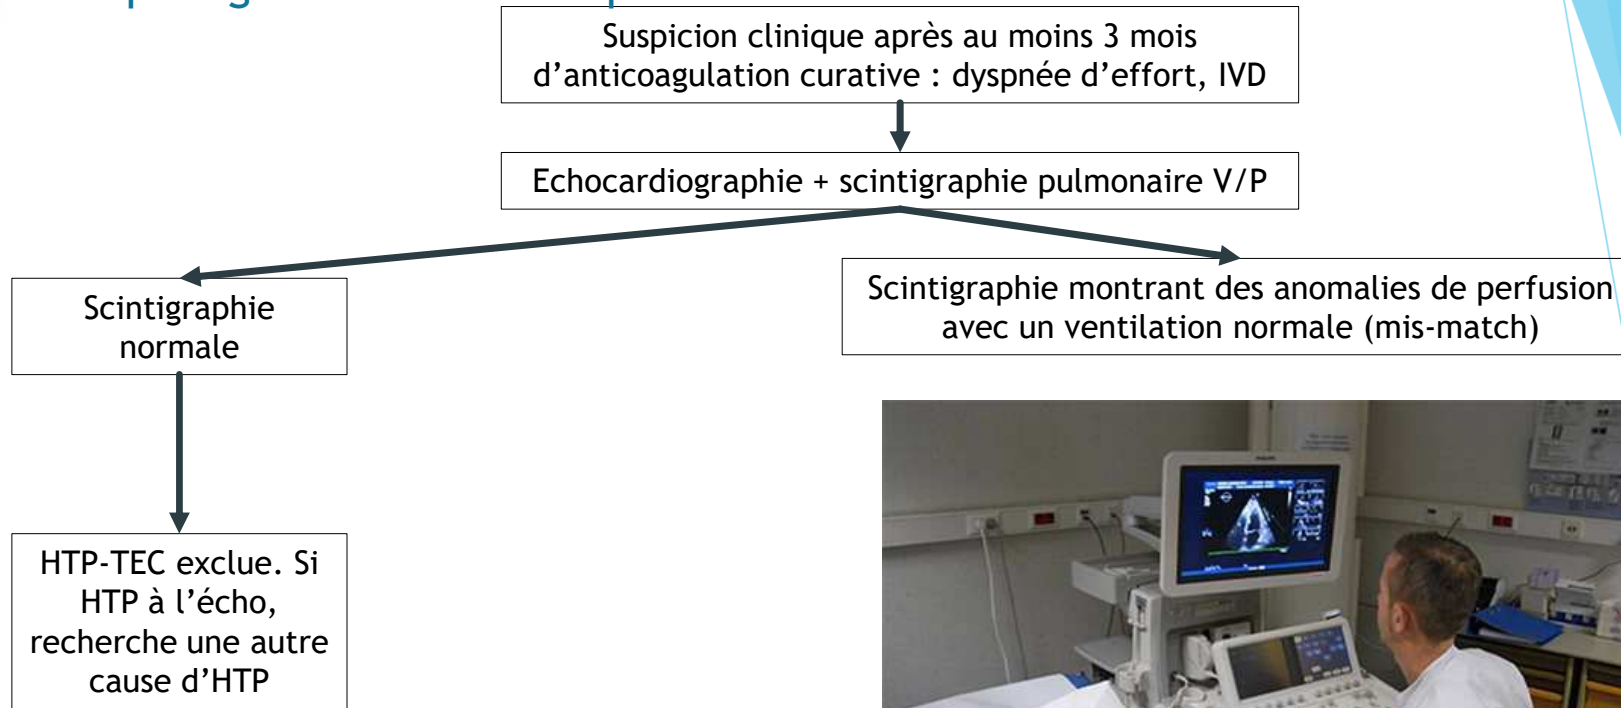 Suspicion clinique après au moins 3 mois
d’anticoagulation curative : dyspnée d’effort, IVD
Echocardiographie + scintigraphie pulmonaire V/P
Scintigraphie
normale
Scintigraphie montrant des anomalies de perfusion
avec un ventilation normale (mis-match)
HTP-TEC exclue. Si
HTP à l’écho,
recherche une autre
cause d’HTP